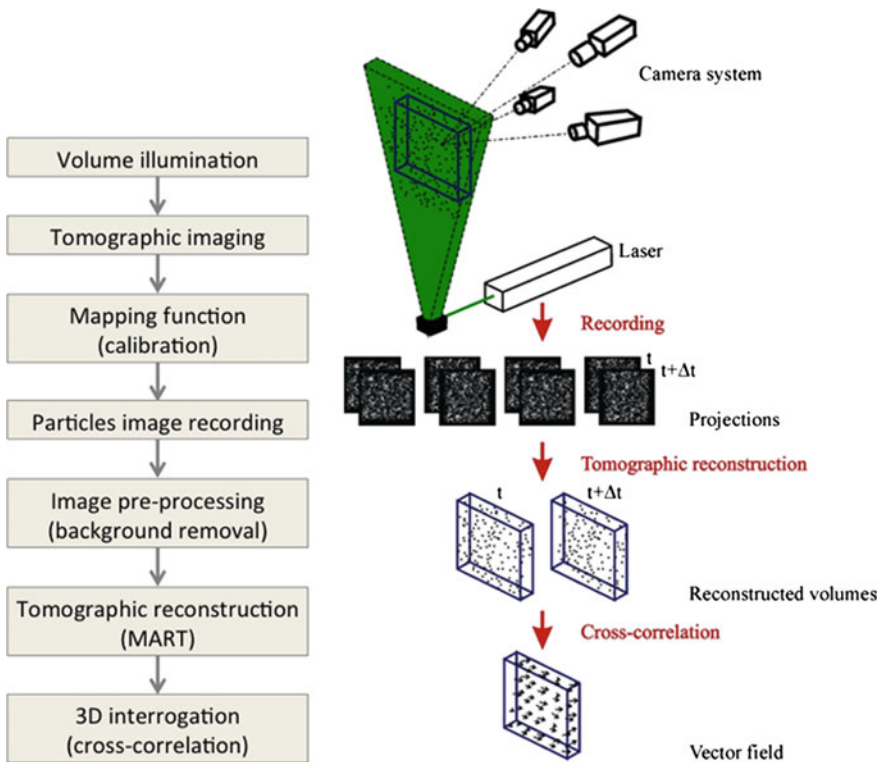 Volume illumination
Tomographic imaging
Mapping function
(calibration)
Particles image recording
Image pre-processing
(background removal)
Tomographic reconstruction
(MART)
3D interrogation
(cross-correlation)
Camera system
Laser
Recording
t
t+Δt
Projections
Tomographic reconstruction
t
t+Δt
Reconstructed volumes
Cross-correlation
Vector field